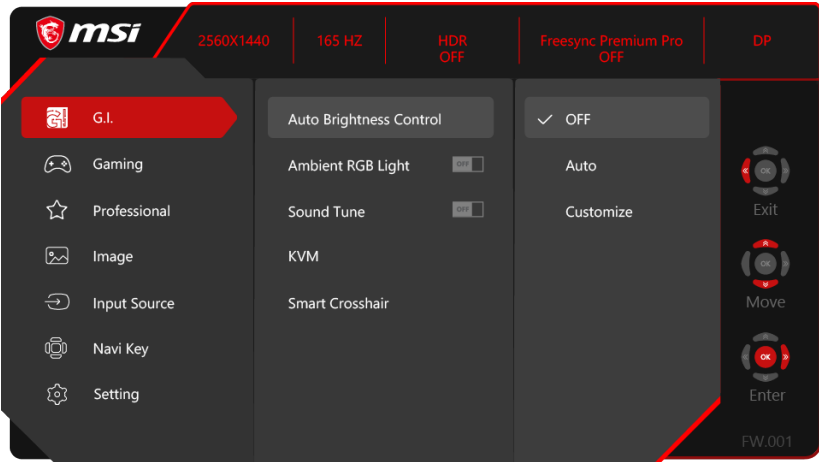 msi
2560X1440
165 HZ
HDR
OFF
Freesync Premium Pro
OFF
DP
G.I.
Gaming
Professional
Image
Input Source
Navi Key
Setting
Auto Brightness Control
Ambient RGB Light OFF
Sound Tune OFF
KVM
Smart Crosshair
OFF
Auto
Customize
OK
Exit
OK
Move
OK
Enter
FW.001